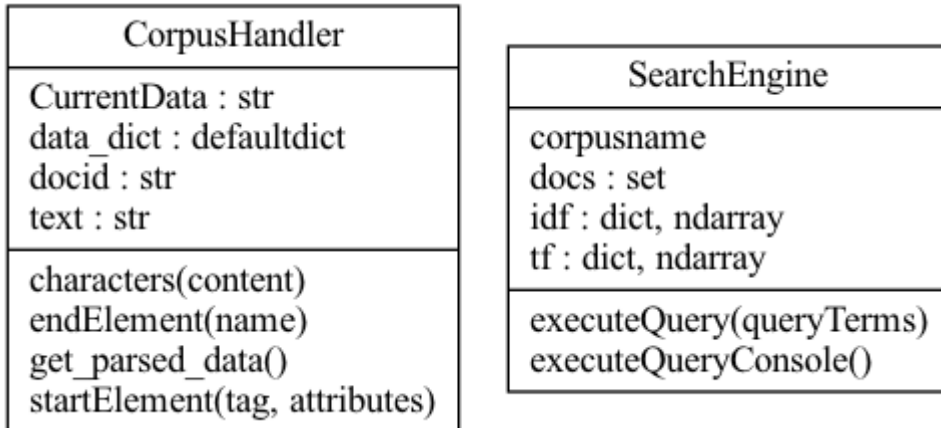 CorpusHandler
CurrentData : str
data_dict : defaultdict
docid : str
text : str
characters(content)
endElement(name)
get_parsed_data()
startElement(tag, attributes)
SearchEngine
corpusname
docs : set
idf : dict, ndarray
tf : dict, ndarray
executeQuery(queryTerms)
executeQueryConsole()